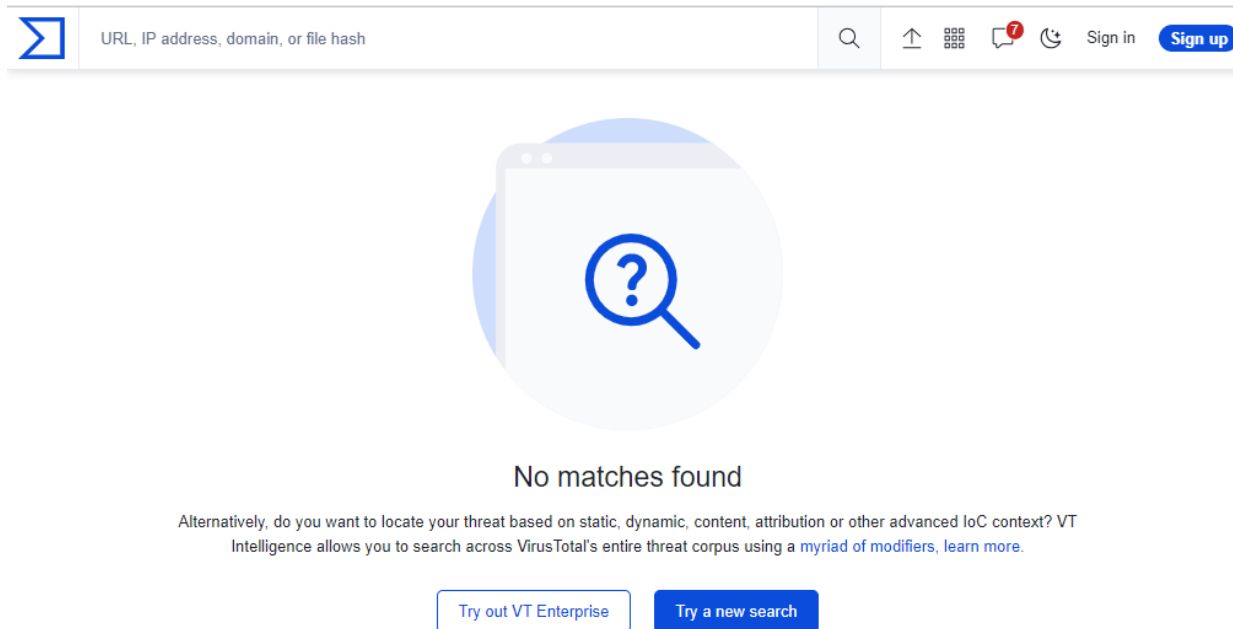 URL, IP address, domain, or file hash
7
Sign in
Sign up
?
No matches found
Alternatively, do you want to locate your threat based on static, dynamic, content, attribution or other advanced IoC context? VT
Intelligence allows you to search across VirusTotal's entire threat corpus using a myriad of modifiers, learn more.
Try out VT Enterprise
Try a new search